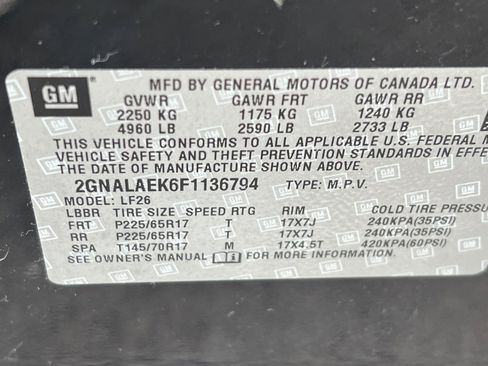 GM
MFD BY GENERAL MOTORS OF CANADA LTD.
GVWR GAWR FRT GAWR RR
2250 KG 1175 KG 1240 KG
4960 LB 2590 LB 2733 LB
THIS VEHICLE CONFORMS TO ALL APPLICABLE U.S. FEDERAL
VEHICLE SAFETY AND THEFT PREVENTION STANDARDS IN EFFE
THE DATE OF MANUFACTURE SHOWN ABOVE.
2GNALAEK6F1136794 TYPE: M.P.V.
MODEL: LF26
LBBR TIRE SIZE SPEED RTG RIM COLD TIRE PRESSU
FRT P225/65R17 T 17X7J 240KPA(35PSI)
RR P225/65R17 T 17X7J 240KPA(35PSI)
SPA T145/70R17 M 17X4.5T 420KPA(60PSI)
SEE OWNER'S MANUAL FOR MORE INFORMATION.